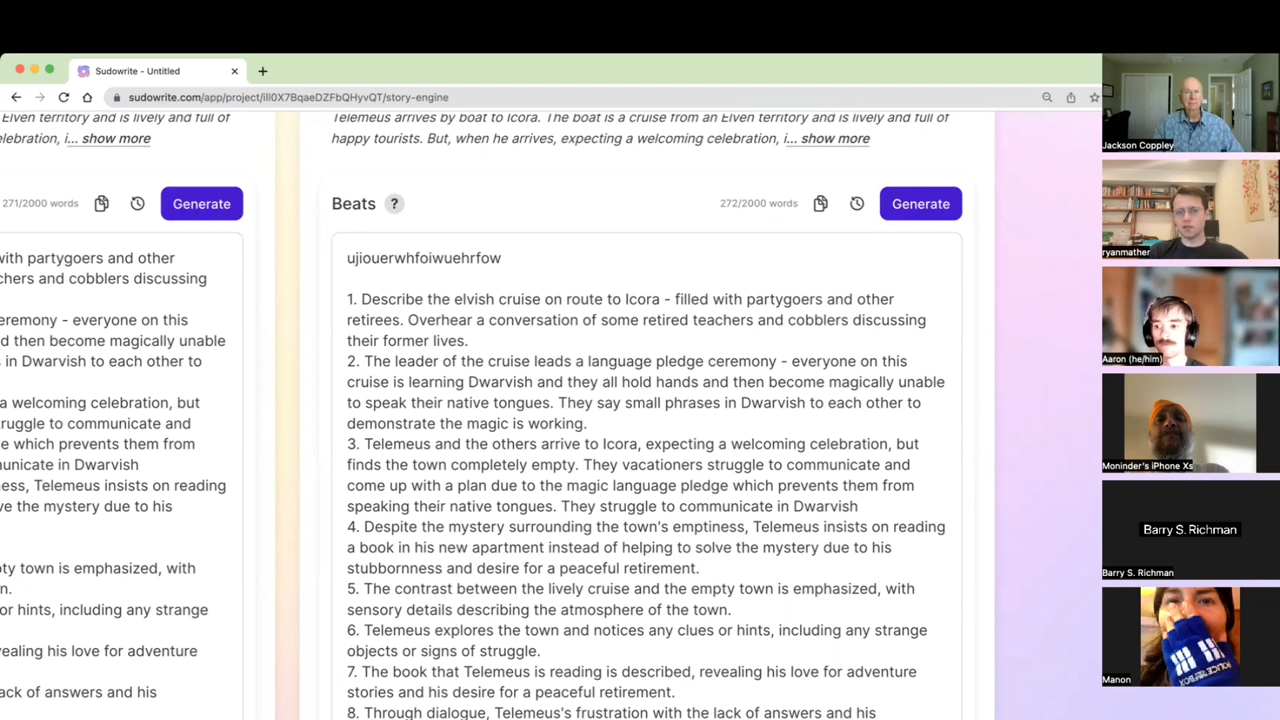 Sudowrite - Untitled
sudowrite.com/app/project/ill0X7BqaeDZFbQHyvQT/story-engine
Elven territory and is lively and full of
elebration, i... show more
271/2000 words
Generate
with partygoers and other
chers and cobblers discussing
eremony - everyone on this
d then become magically unable
s in Dwarvish to each other to
a welcoming celebration, but
truggle to communicate and
e which prevents them from
municate in Dwarvish
ness, Telemeus insists on reading
ve the mystery due to his
pty town is emphasized, with
n.
or hints, including any strange
vealing his love for adventure
lack of answers and his
Telemeus arrives by boat to Icora. The boat is a cruise from an Elven territory and is lively and full of
happy tourists. But, when he arrives, expecting a welcoming celebration, i... show more
Beats ?
272/2000 words
Generate
ujiouerwhfoiwuehrfow
1. Describe the elvish cruise on route to Icora - filled with partygoers and other
retirees. Overhear a conversation of some retired teachers and cobblers discussing
their former lives.
2. The leader of the cruise leads a language pledge ceremony - everyone on this
cruise is learning Dwarvish and they all hold hands and then become magically unable
to speak their native tongues. They say small phrases in Dwarvish to each other to
demonstrate the magic is working.
3. Telemeus and the others arrive to Icora, expecting a welcoming celebration, but
finds the town completely empty. They vacationers struggle to communicate and
come up with a plan due to the magic language pledge which prevents them from
speaking their native tongues. They struggle to communicate in Dwarvish
4. Despite the mystery surrounding the town's emptiness, Telemeus insists on reading
a book in his new apartment instead of helping to solve the mystery due to his
stubbornness and desire for a peaceful retirement.
5. The contrast between the lively cruise and the empty town is emphasized, with
sensory details describing the atmosphere of the town.
6. Telemeus explores the town and notices any clues or hints, including any strange
objects or signs of struggle.
7. The book that Telemeus is reading is described, revealing his love for adventure
stories and his desire for a peaceful retirement.
8. Through dialogue, Telemeus's frustration with the lack of answers and his
Jackson Coppley
ryanmather
Aaron (he/him)
Moninder's iPhone Xs
Barry S. Richman
Barry S. Richman
Manon